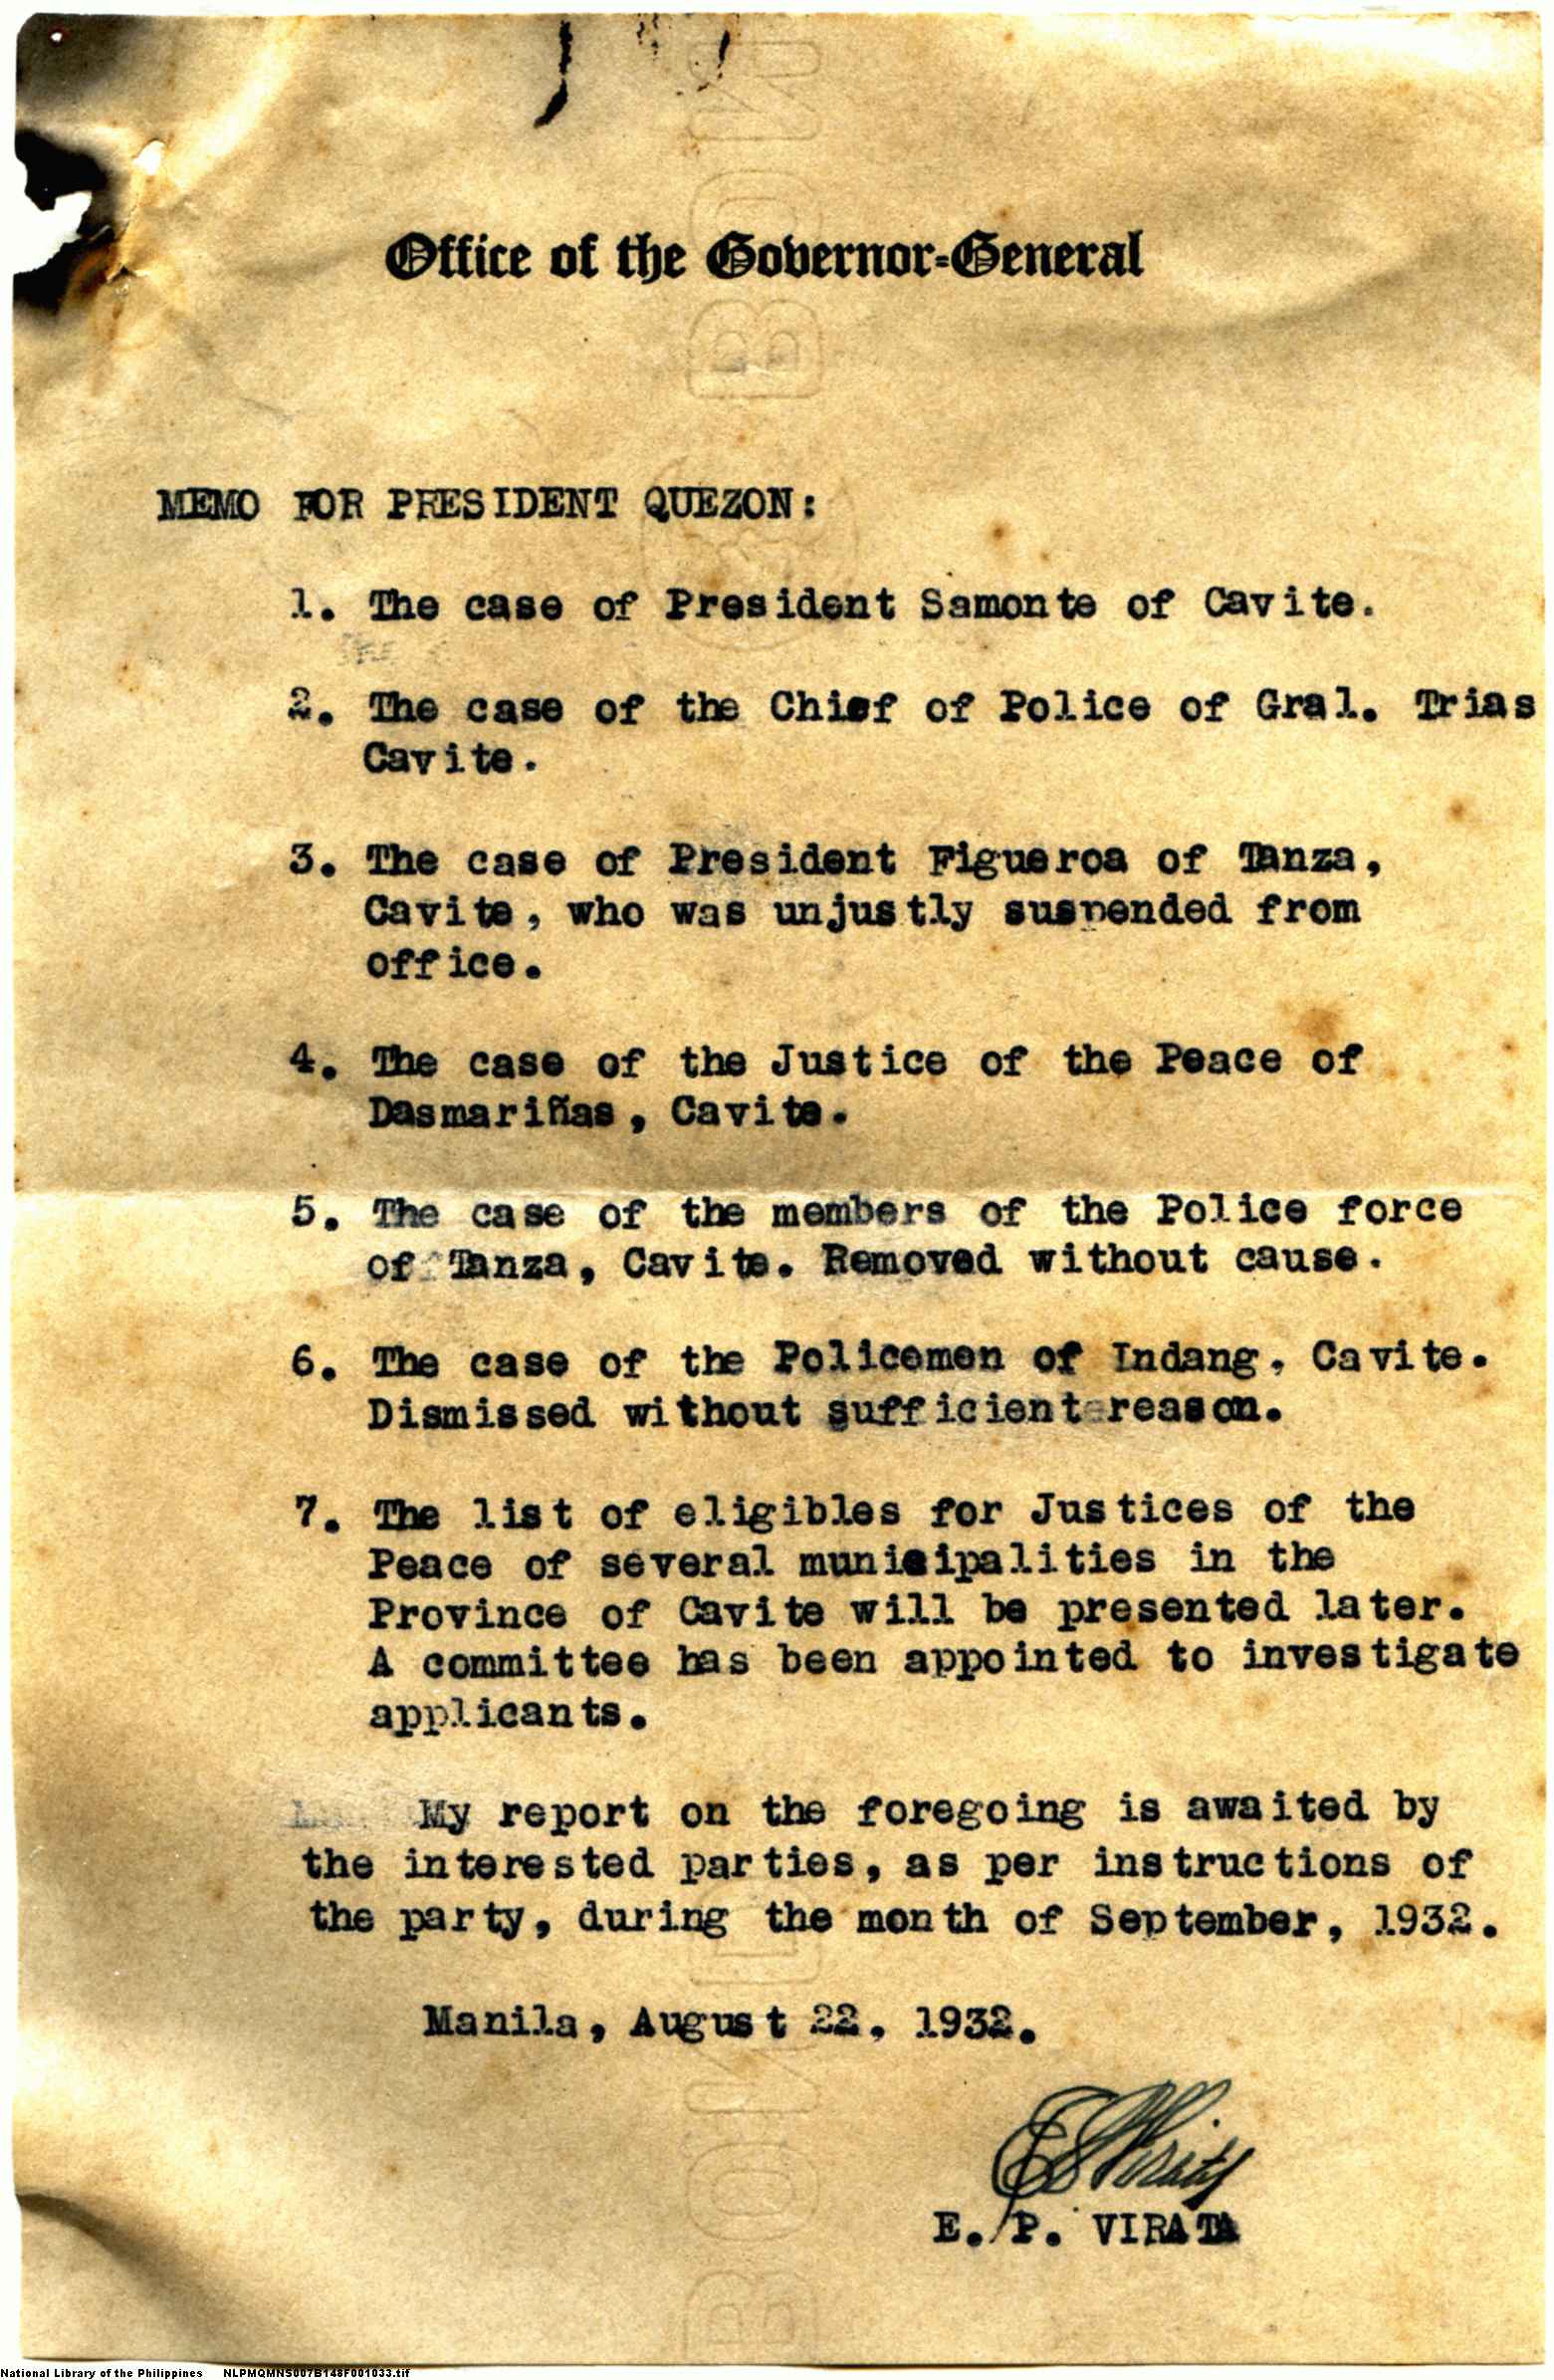 Office of the Governor-General
MEMO FOR PRESIDENT QUEZON:
1. The case of President Samonte of Cavite.
2. The case of the Chief of Police of Gral. Trias
Cavite.
3. The case of President Figueroa of Tanza,
Cavite, who was unjustly suspended from
office.
4. The case of the Justice of the Peace of
Dasmariñas, Cavite.
5. The case of the members of the Police force
of Tanza, Cavite. Removed without cause.
6. The case of the Policemen of Indang, Cavite.
Dismissed without sufficient reason.
7. The list of eligibles for Justices of the
Peace of several municipalities in the
Province of Cavite will be presented later.
A committee has been appointed to investigate
applicants.
My report on the foregoing is awaited by
the interested parties, as per instructions of
the party, during the month of September, 1932.
Manila, August 22, 1932.
E P Virata
E. P. VIRATA
National Library of the Philippines NLPMQMNS007B148F001033.tif